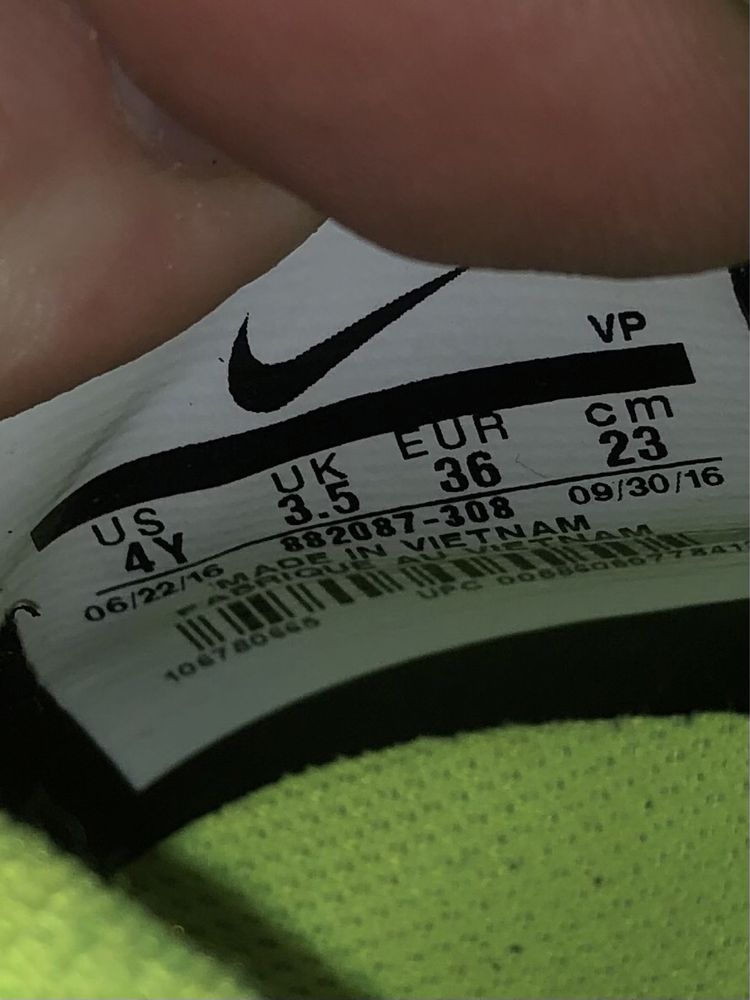 VP
US UK EUR cm
4Y 3.5 36 23
06/22/16 882087-308 09/30/16
MADE IN VIETNAM
FABRIQUE AU VIETNAM
UPC